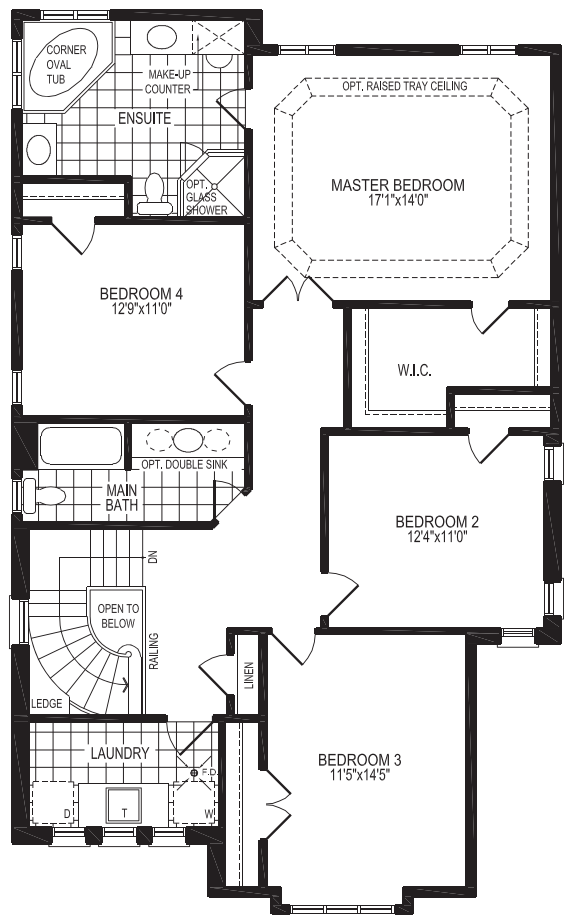 CORNER
OVAL
TUB
MAKE-UP
COUNTER
ENSUITE
OPT.
GLASS
SHOWER
OPT. RAISED TRAY CEILING
MASTER BEDROOM
17'1"x14'0"
BEDROOM 4
12'9"x11'0"
W.I.C.
OPT. DOUBLE SINK
MAIN
BATH
BEDROOM 2
12'4"x11'0"
DN
OPEN TO
BELOW
RAILING
LEDGE
LINEN
LAUNDRY
F.D.
D
T
W
BEDROOM 3
11'5"x14'5"